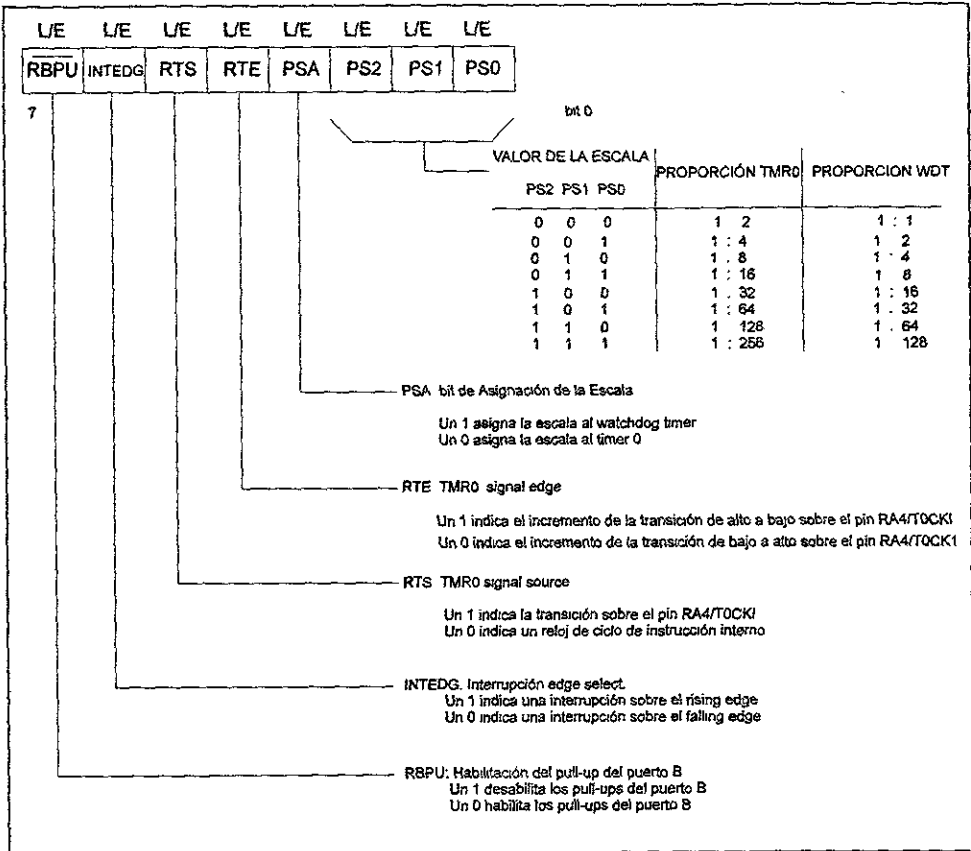 L/E L/E L/E L/E L/E L/E L/E L/E
RBPU INTEDG RTS RTE PSA PS2 PS1 PS0
7 bit 0
VALOR DE LA ESCALA PROPORCIÓN TMR0 PROPORCION WDT
PS2 PS1 PS0
0 0 0 1 2 1 : 1
0 0 1 1 : 4 1 2
0 1 0 1 . 8 1 · 4
0 1 1 1 : 16 1 8
1 0 0 1 . 32 1 : 16
1 0 1 1 : 64 1 . 32
1 1 0 1 128 1 . 64
1 1 1 1 : 256 1 128
PSA bit de Asignación de la Escala
Un 1 asigna la escala al watchdog timer
Un 0 asigna la escala al timer 0
RTE TMR0 signal edge
Un 1 indica el incremento de la transición de alto a bajo sobre el pin RA4/T0CKI
Un 0 indica el incremento de la transición de bajo a alto sobre el pin RA4/T0CK1
RTS TMR0 signal source
Un 1 indica la transición sobre el pin RA4/T0CKI
Un 0 indica un reloj de ciclo de instrucción interno
INTEDG. Interrupción edge select.
Un 1 indica una interrupción sobre el rising edge
Un 0 indica una interrupción sobre el falling edge
RBPU: Habilitación del pull-up del puerto B
Un 1 desabilita los pull-ups del puerto B
Un 0 habilita los pull-ups del puerto B